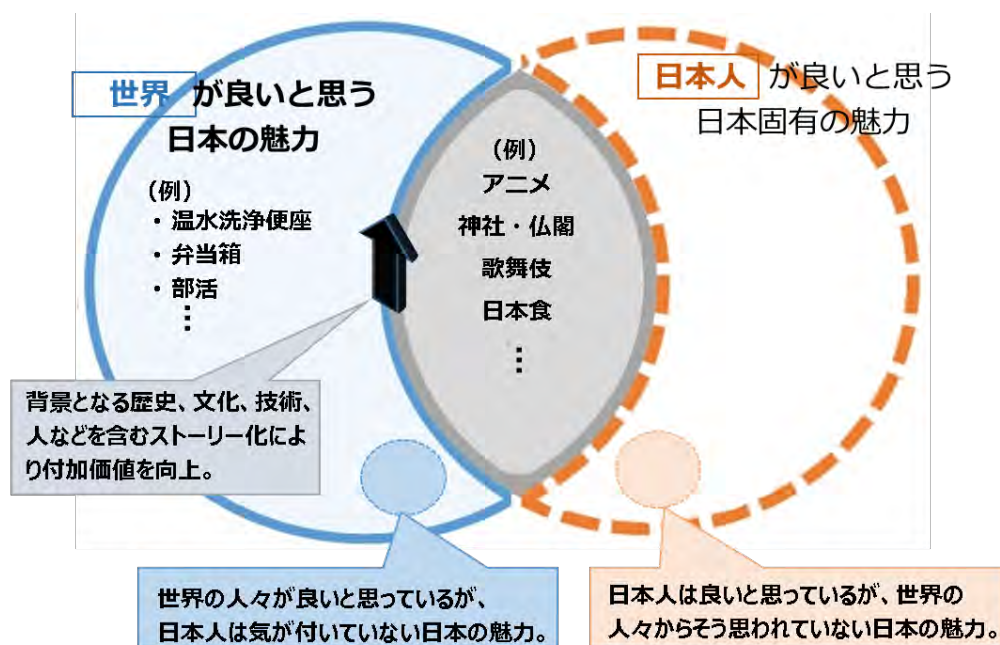 世界 が良いと思う
日本の魅力
(例)
・ 温水洗浄便座
・ 弁当箱
・ 部活
⋮
(例)
アニメ
神社・仏閣
歌舞伎
日本食
⋮
日本人 が良いと思う
日本固有の魅力
背景となる歴史、文化、技術、
人などを含むストーリー化によ
り付加価値を向上。
世界の人々が良いと思っているが、
日本人は気が付いていない日本の魅力。
日本人は良いと思っているが、世界の
人々からそう思われていない日本の魅力。